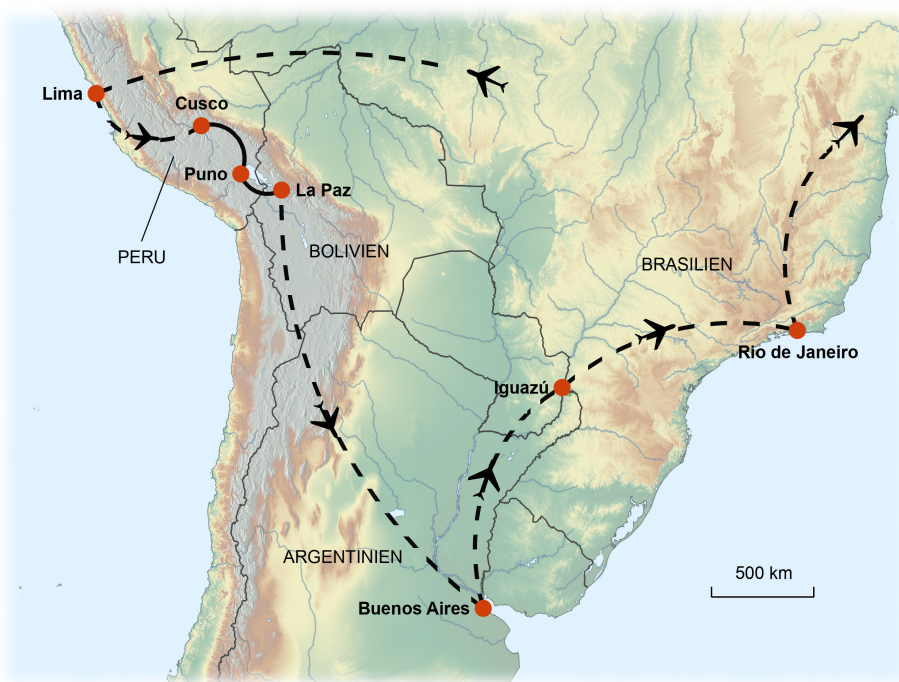 Lima
Cusco
Puno
La Paz
PERU
BOLIVIEN
BRASILIEN
Rio de Janeiro
Iguazú
ARGENTINIEN
500 km
Buenos Aires